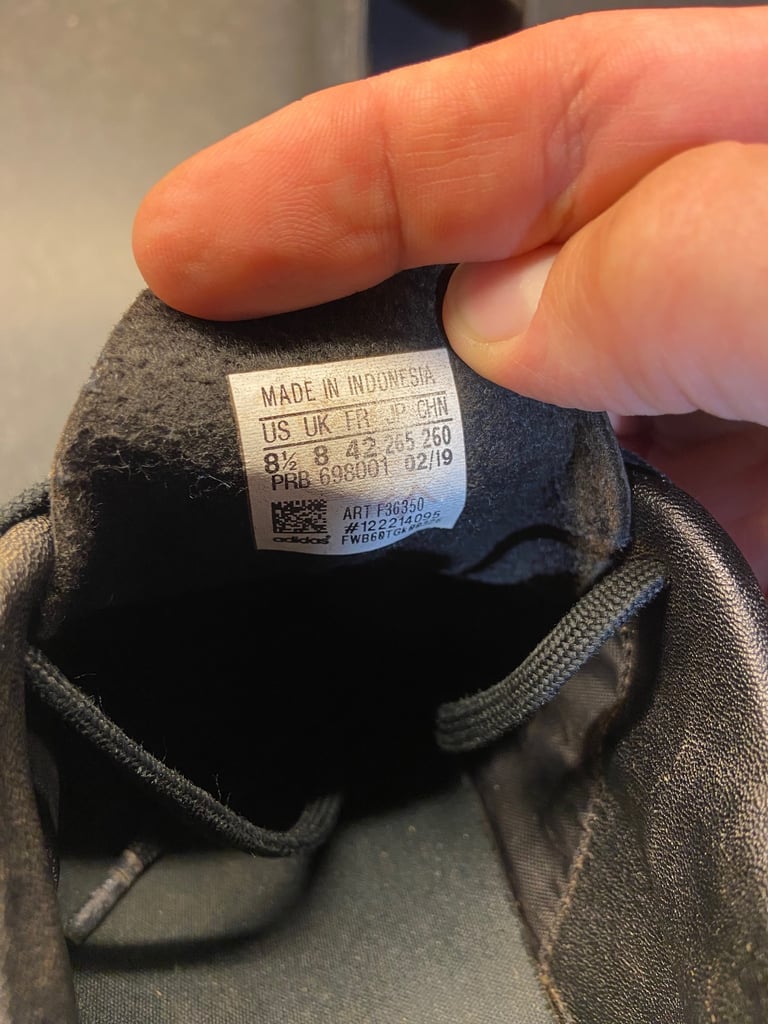 MADE IN INDONESIA
US UK FR JP CHN
8½ 8 42 265 260
PRB 698001 02/19
ART F36350
#122214095
adidas